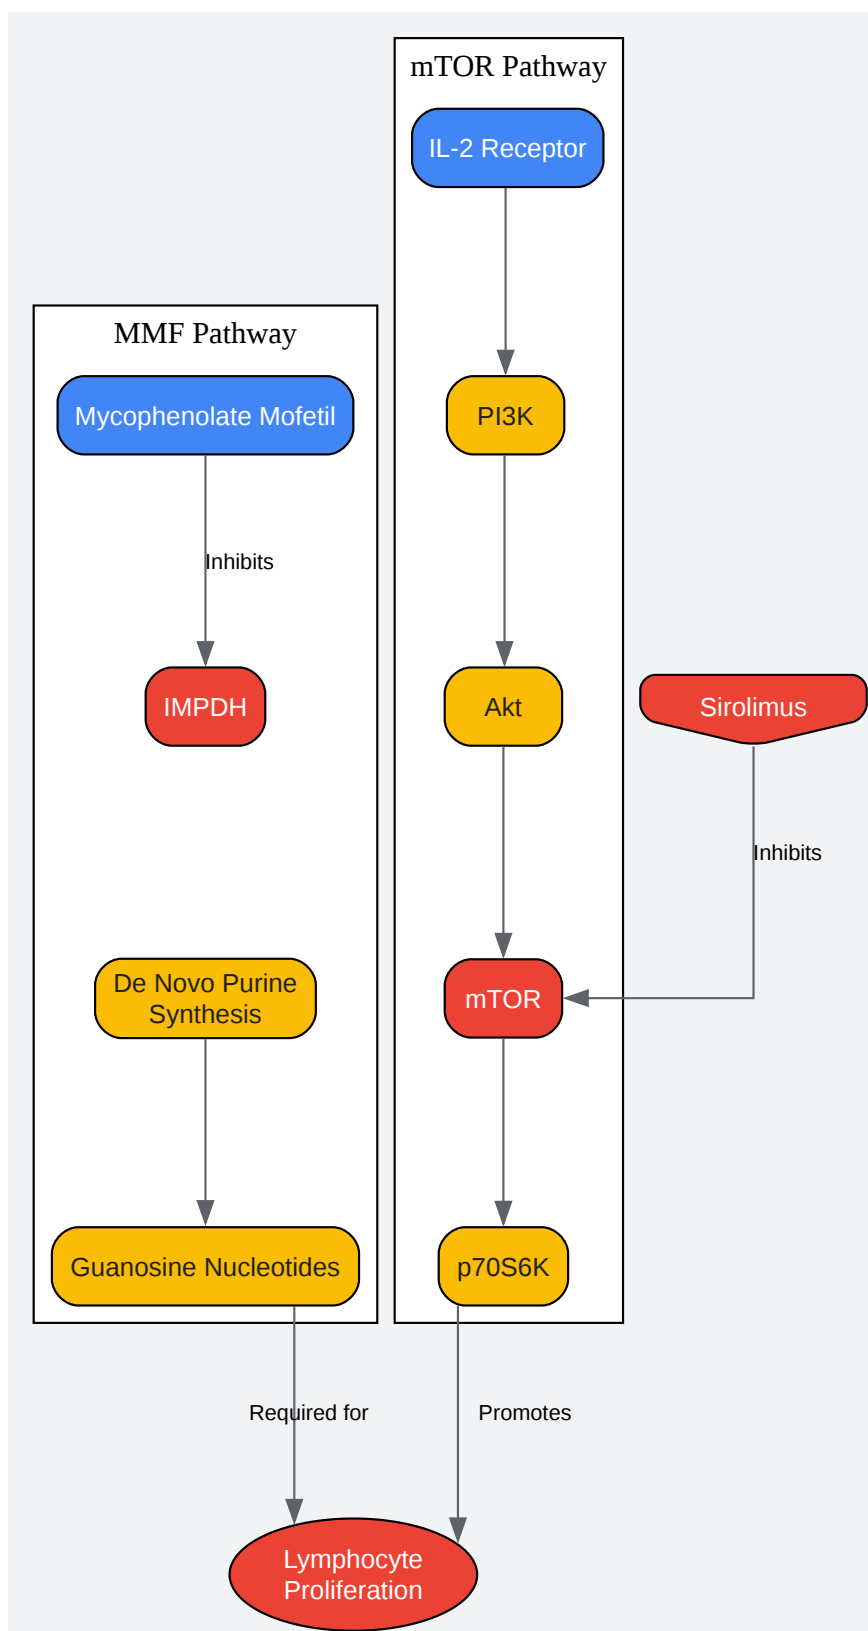 mTOR Pathway
IL-2 Receptor
MMF Pathway
Mycophenolate Mofetil
PI3K
Inhibits
IMPDH
Akt
Sirolimus
Inhibits
De Novo Purine
Synthesis
mTOR
Guanosine Nucleotides
p70S6K
Required for
Promotes
Lymphocyte
Proliferation